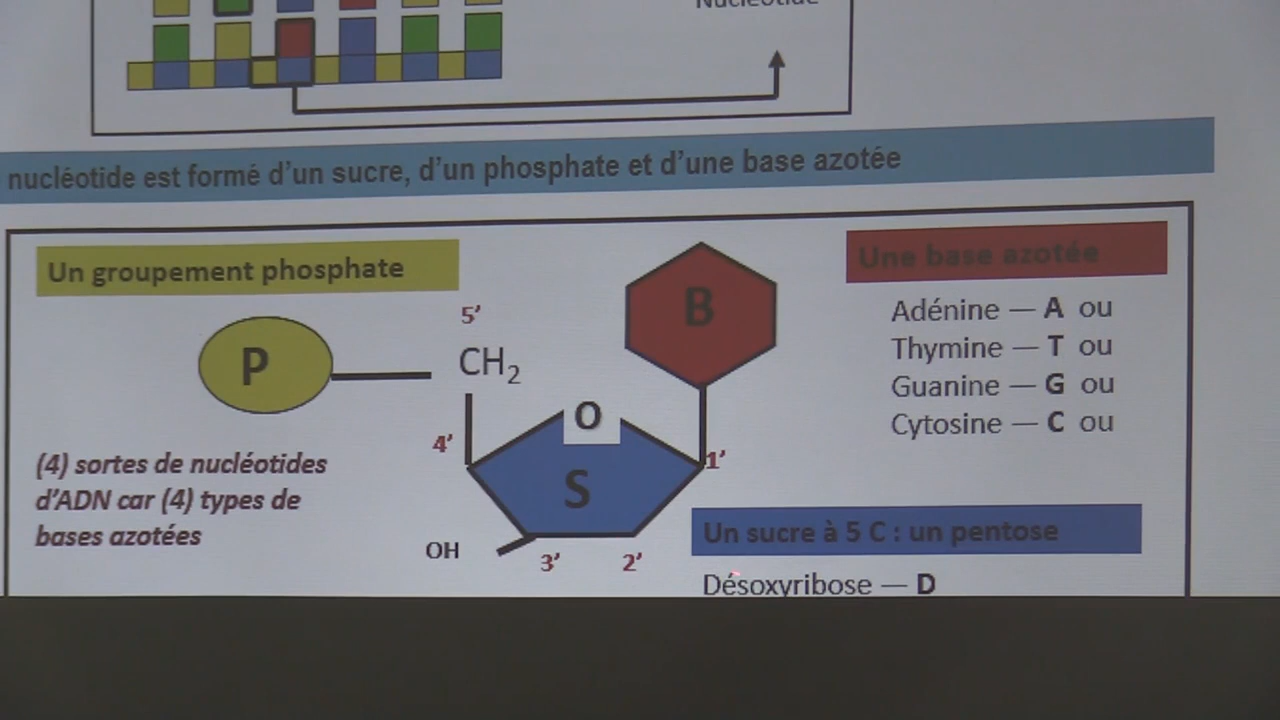 Nucléotide
nucléotide est formé d'un sucre, d'un phosphate et d'une base azotée
Un groupement phosphate
Une base azotée
B
5'
Adénine — A ou
Thymine — T ou
Guanine — G ou
Cytosine — C ou
P
CH₂
O
4'
1'
S
(4) sortes de nucléotides
d'ADN car (4) types de
bases azotées
Un sucre à 5 C : un pentose
OH
3'
2'
Désoxyribose — D